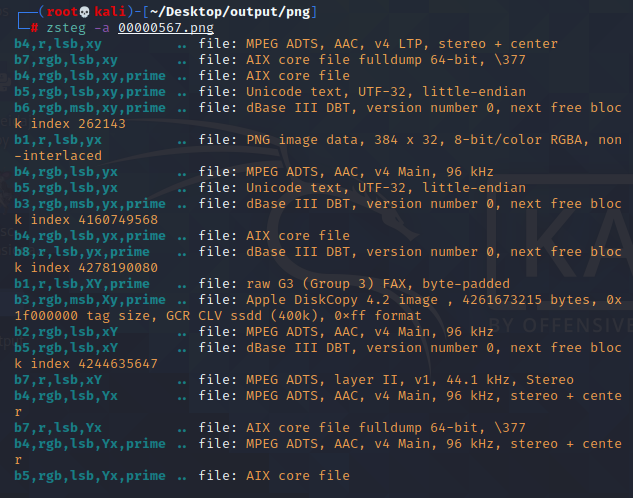 ┌──(root💀kali)-[~/Desktop/output/png]
└─# zsteg -a 00000567.png
b4,r,lsb,xy .. file: MPEG ADTS, AAC, v4 LTP, stereo + center
b7,rgb,lsb,xy .. file: AIX core file fulldump 64-bit, \377
b4,rgb,lsb,xy,prime .. file: AIX core file
b5,rgb,lsb,xy,prime .. file: Unicode text, UTF-32, little-endian
b6,rgb,msb,xy,prime .. file: dBase III DBT, version number 0, next free bloc
k index 262143
b1,r,lsb,yx .. file: PNG image data, 384 x 32, 8-bit/color RGBA, non
-interlaced
b4,rgb,lsb,yx .. file: MPEG ADTS, AAC, v4 Main, 96 kHz
b5,rgb,lsb,yx .. file: Unicode text, UTF-32, little-endian
b3,rgb,msb,yx,prime .. file: dBase III DBT, version number 0, next free bloc
k index 4160749568
b4,rgb,lsb,yx,prime .. file: AIX core file
b8,r,lsb,yx,prime .. file: dBase III DBT, version number 0, next free bloc
k index 4278190080
b1,r,lsb,XY,prime .. file: raw G3 (Group 3) FAX, byte-padded
b3,rgb,msb,Xy,prime .. file: Apple DiskCopy 4.2 image , 4261673215 bytes, 0x
1f000000 tag size, GCR CLV ssdd (400k), 0×ff format
b2,rgb,lsb,xY .. file: MPEG ADTS, AAC, v4 Main, 96 kHz
b5,rgb,lsb,xY .. file: dBase III DBT, version number 0, next free bloc
k index 4244635647
b7,r,lsb,xY .. file: MPEG ADTS, layer II, v1, 44.1 kHz, Stereo
b4,rgb,lsb,Yx .. file: MPEG ADTS, AAC, v4 Main, 96 kHz, stereo + cente
r
b7,r,lsb,Yx .. file: AIX core file fulldump 64-bit, \377
b4,rgb,lsb,Yx,prime .. file: MPEG ADTS, AAC, v4 Main, 96 kHz, stereo + cente
r
b5,rgb,lsb,Yx,prime .. file: AIX core file
KA
BY OFFENSIVE